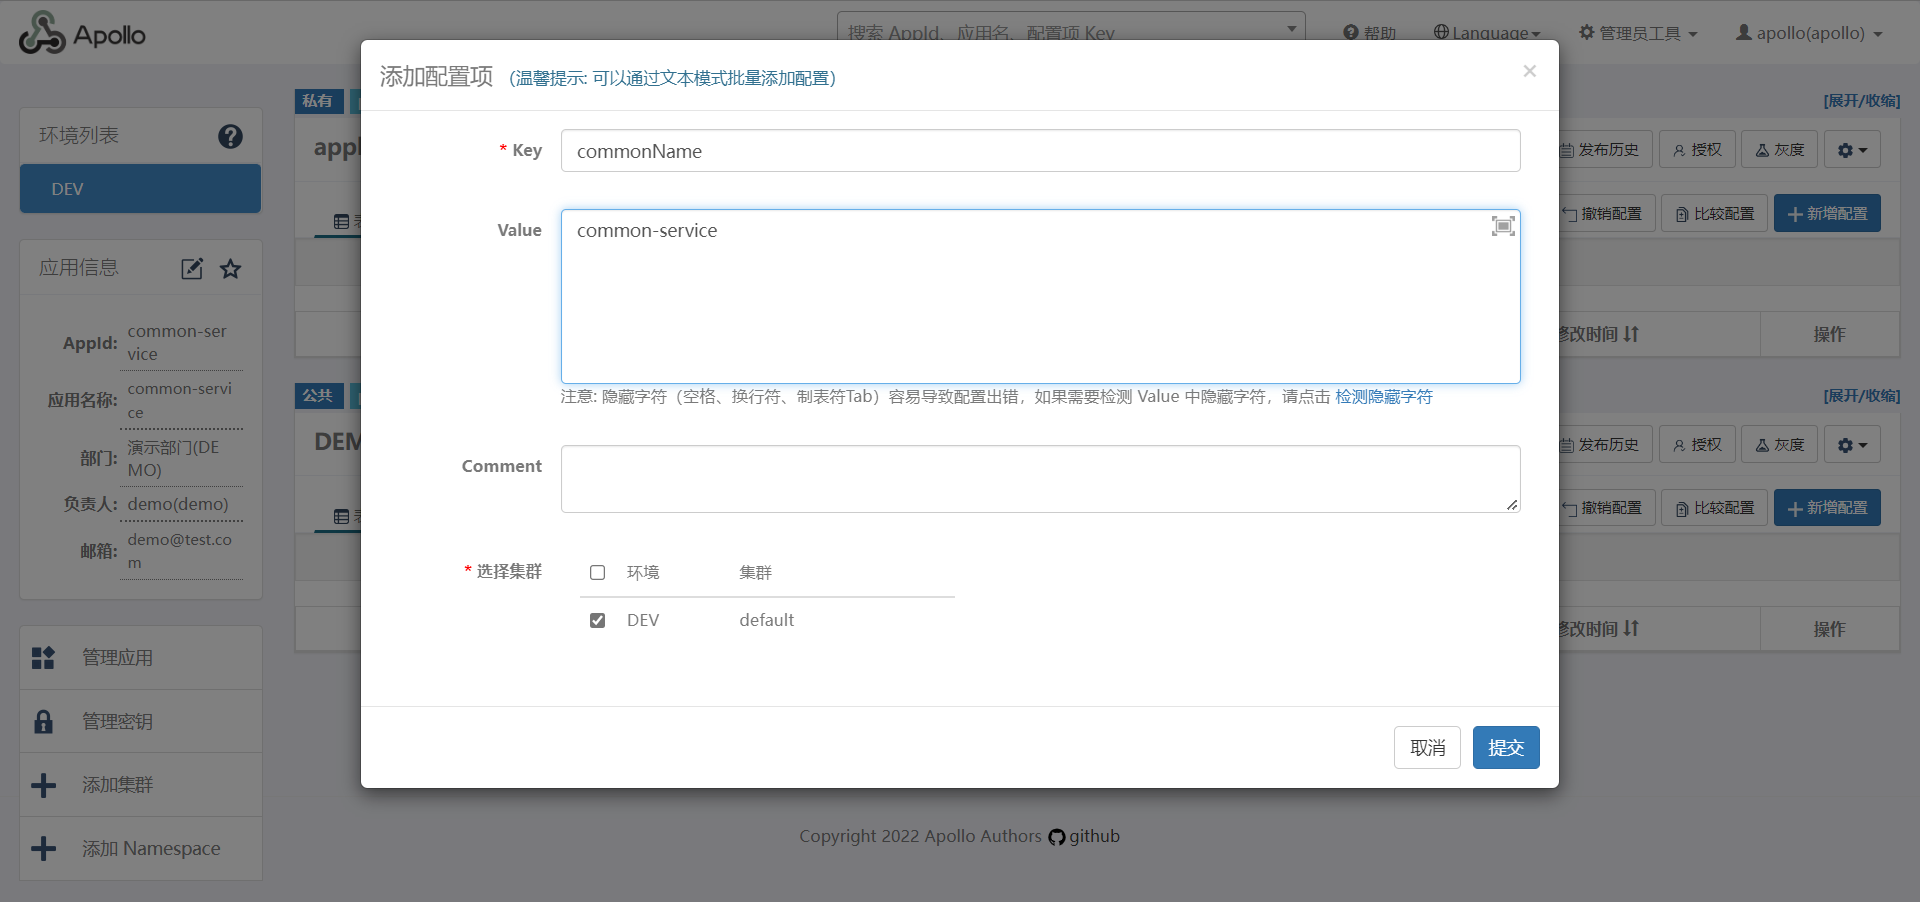 Apollo
搜索 AppId、应用名、配置项 Key
帮助
Language
管理员工具
apollo(apollo)
环境列表
DEV
应用信息
AppId:
common-ser
vice
应用名称:
common-servi
ce
部门:
演示部门(DE
MO)
负责人:
demo(demo)
邮箱:
demo@test.co
m
管理应用
管理密钥
添加集群
添加 Namespace
私有
[展开/收缩]
appl
发布历史
授权
灰度
撤销配置
比较配置
新增配置
修改时间
操作
公共
[展开/收缩]
DEM
发布历史
授权
灰度
撤销配置
比较配置
新增配置
修改时间
操作
添加配置项 (温馨提示: 可以通过文本模式批量添加配置)
×
* Key
commonName
Value
common-service
注意: 隐藏字符（空格、换行符、制表符Tab）容易导致配置出错，如果需要检测 Value 中隐藏字符，请点击 检测隐藏字符
Comment
* 选择集群
环境 集群
DEV default
取消
提交
Copyright 2022 Apollo Authors github